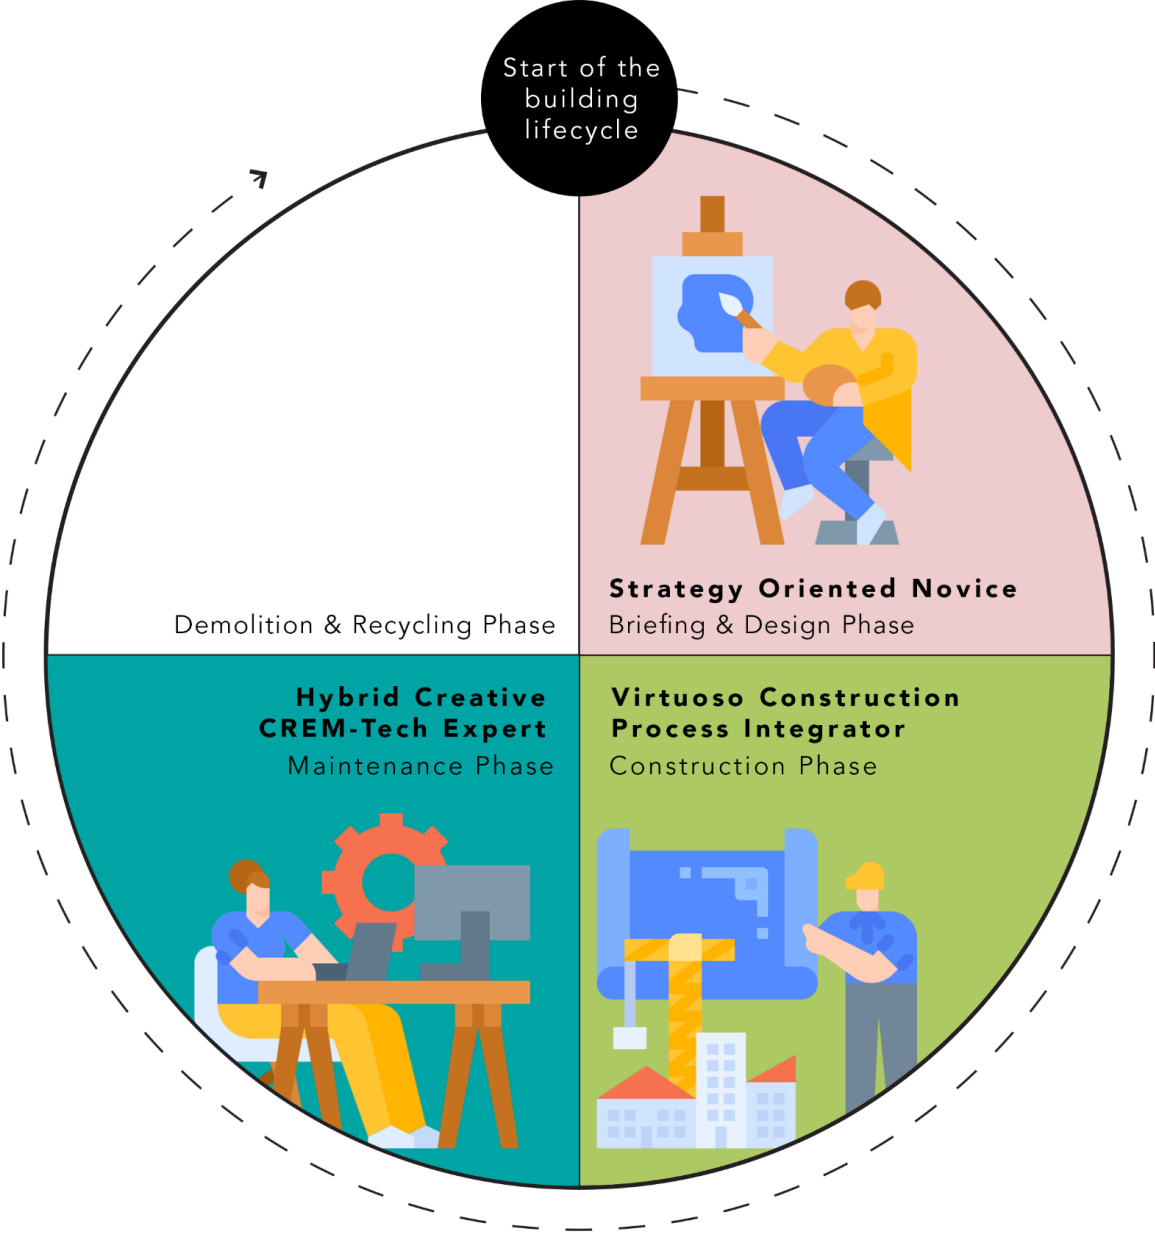 Start of the
building
lifecycle
Strategy Oriented Novice
Briefing & Design Phase
Virtuoso Construction
Process Integrator
Construction Phase
Hybrid Creative
CREM-Tech Expert
Maintenance Phase
Demolition & Recycling Phase